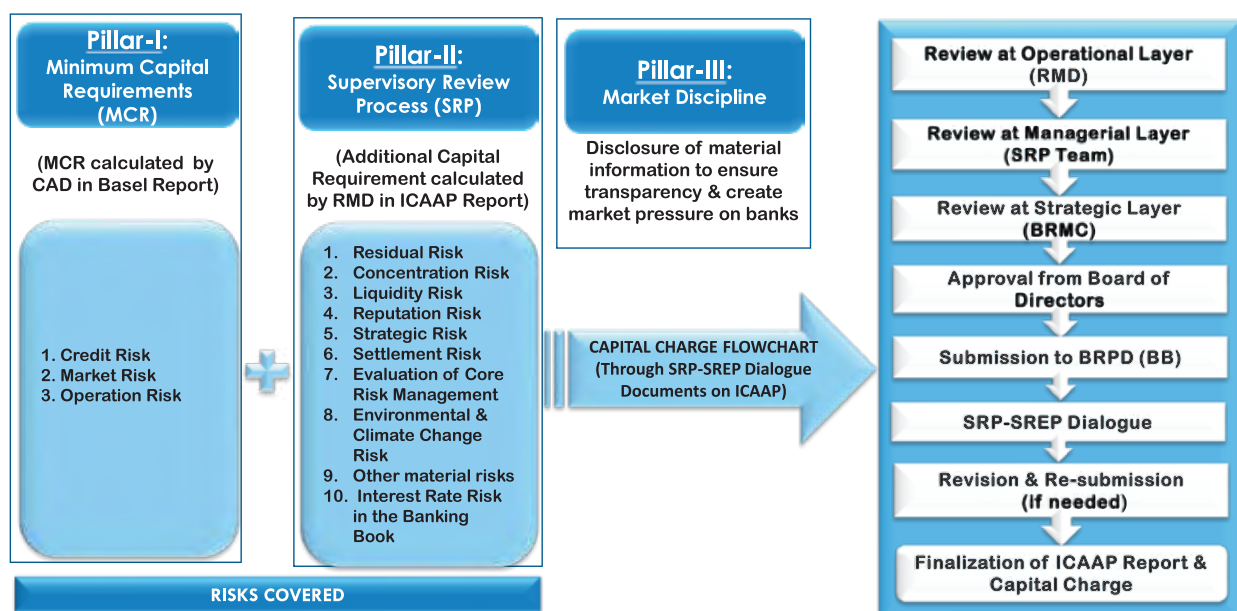 Pillar-I:
Minimum Capital
Requirements
(MCR)
(MCR calculated by
CAD in Basel Report)
1. Credit Risk
2. Market Risk
3. Operation Risk
Pillar-II:
Supervisory Review
Process (SRP)
(Additional Capital
Requirement calculated
by RMD in ICAAP Report)
1. Residual Risk
2. Concentration Risk
3. Liquidity Risk
4. Reputation Risk
5. Strategic Risk
6. Settlement Risk
7. Evaluation of Core
Risk Management
8. Environmental &
Climate Change
Risk
9. Other material risks
10. Interest Rate Risk
in the Banking
Book
RISKS COVERED
Pillar-III:
Market Discipline
Disclosure of material
information to ensure
transparency & create
market pressure on banks
CAPITAL CHARGE FLOWCHART
(Through SRP-SREP Dialogue
Documents on ICAAP)
Review at Operational Layer
(RMD)
Review at Managerial Layer
(SRP Team)
Review at Strategic Layer
(BRMC)
Approval from Board of
Directors
Submission to BRPD (BB)
SRP-SREP Dialogue
Revision & Re-submission
(if needed)
Finalization of ICAAP Report &
Capital Charge